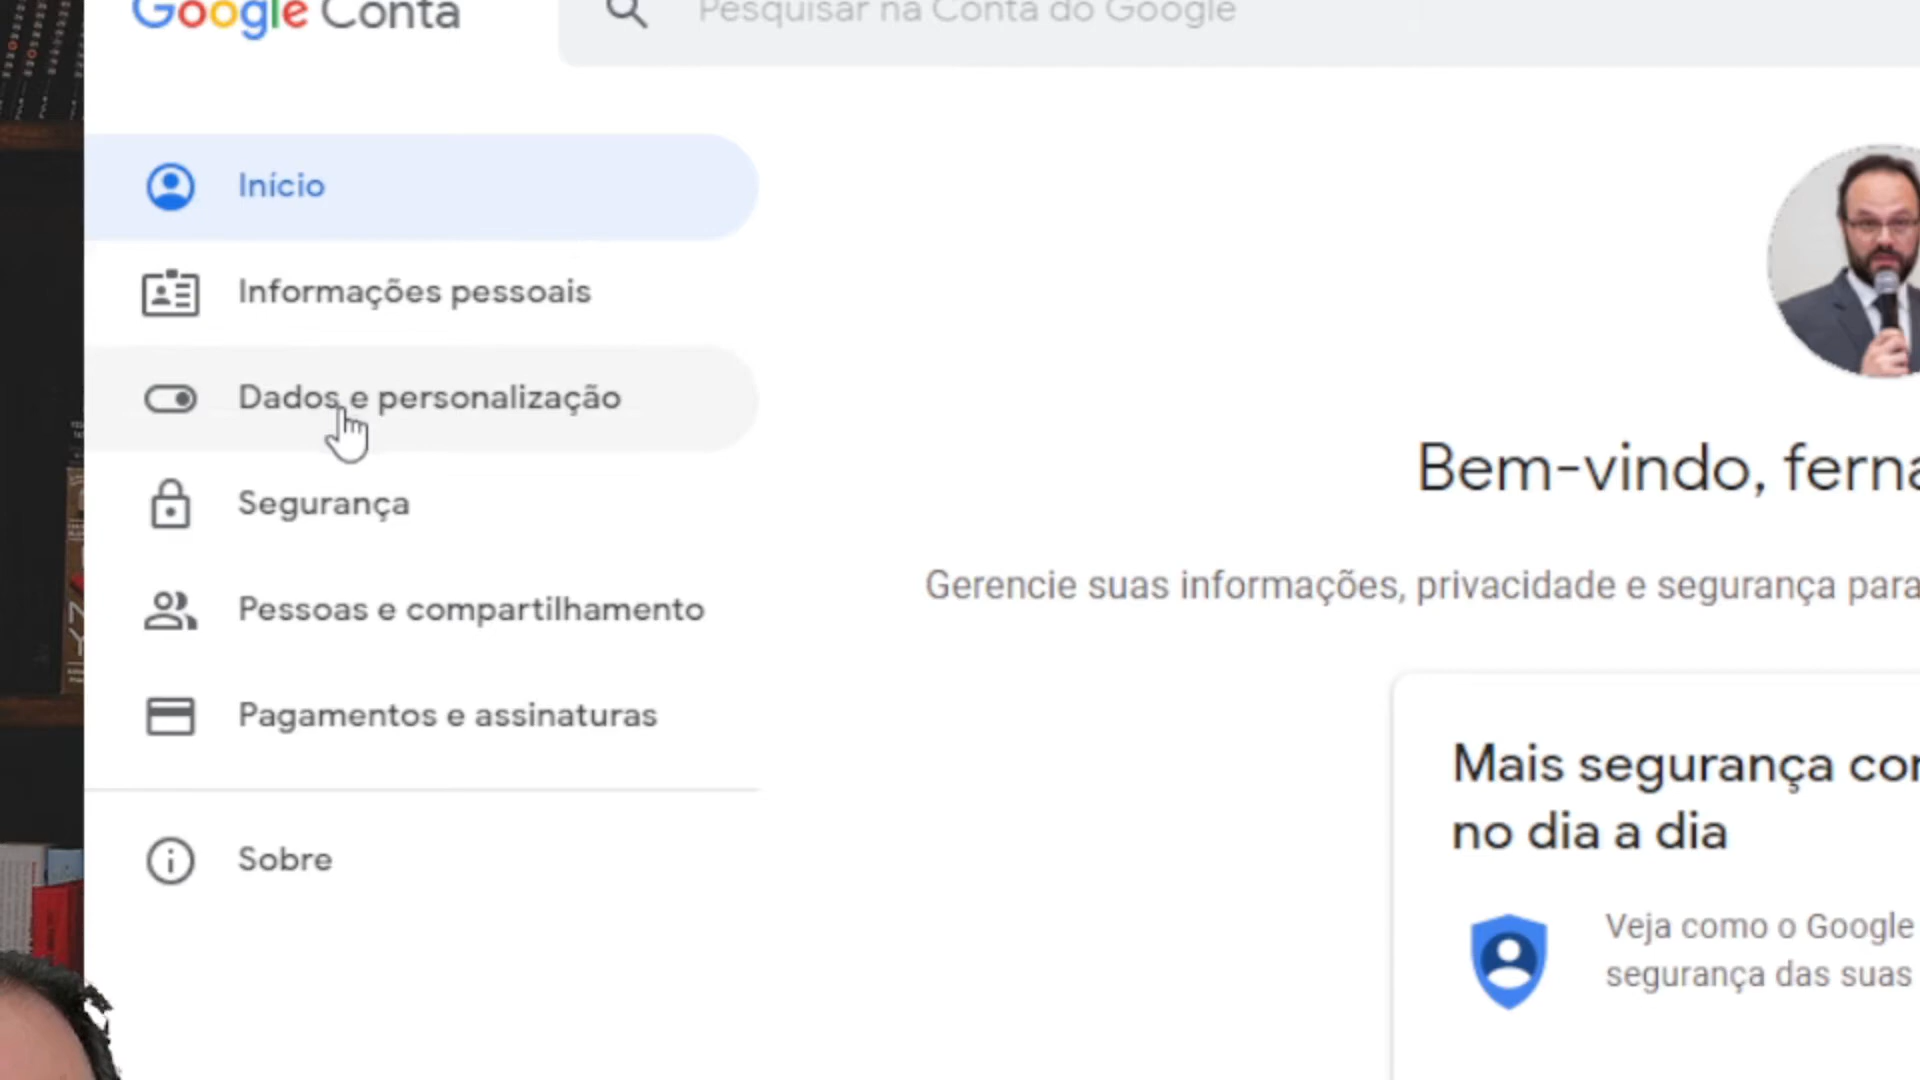 Google Conta
Pesquisar na Conta do Google
Início
Informações pessoais
Dados e personalização
Segurança
Pessoas e compartilhamento
Pagamentos e assinaturas
Sobre
Bem-vindo, ferna
Gerencie suas informações, privacidade e segurança para
Mais segurança con
no dia a dia
Veja como o Google
segurança das suas